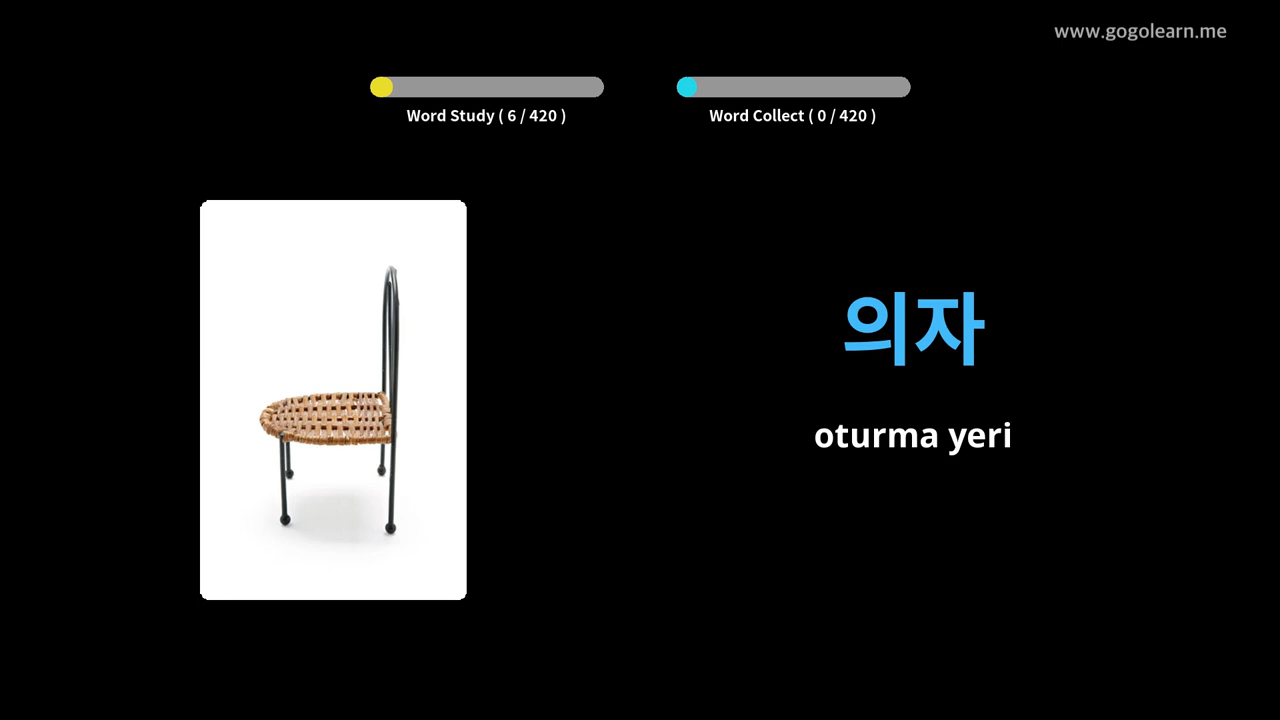 www.gogolearn.me
Word Study ( 6 / 420 )
Word Collect ( 0 / 420 )
의자
oturma yeri